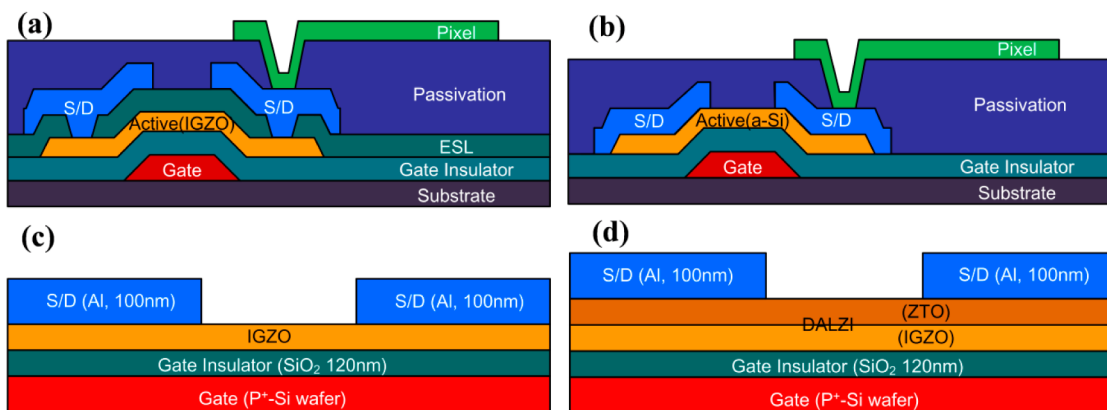 (a)
Pixel
S/D
S/D
Passivation
Active(IGZO)
ESL
Gate
Gate Insulator
Substrate
(b)
Pixel
S/D
Active(a-Si)
S/D
Passivation
Gate
Gate Insulator
Substrate
(c)
S/D (Al, 100nm)
S/D (Al, 100nm)
IGZO
Gate Insulator (SiO₂ 120nm)
Gate (P⁺-Si wafer)
(d)
S/D (Al, 100nm)
S/D (Al, 100nm)
(ZTO)
DALZI
(IGZO)
Gate Insulator (SiO₂ 120nm)
Gate (P⁺-Si wafer)